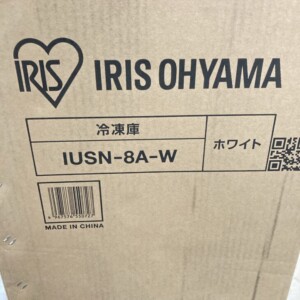 IRIS IRIS OHYAMA
冷凍庫
IUSN-8A-W
ホワイト
MADE IN CHINA